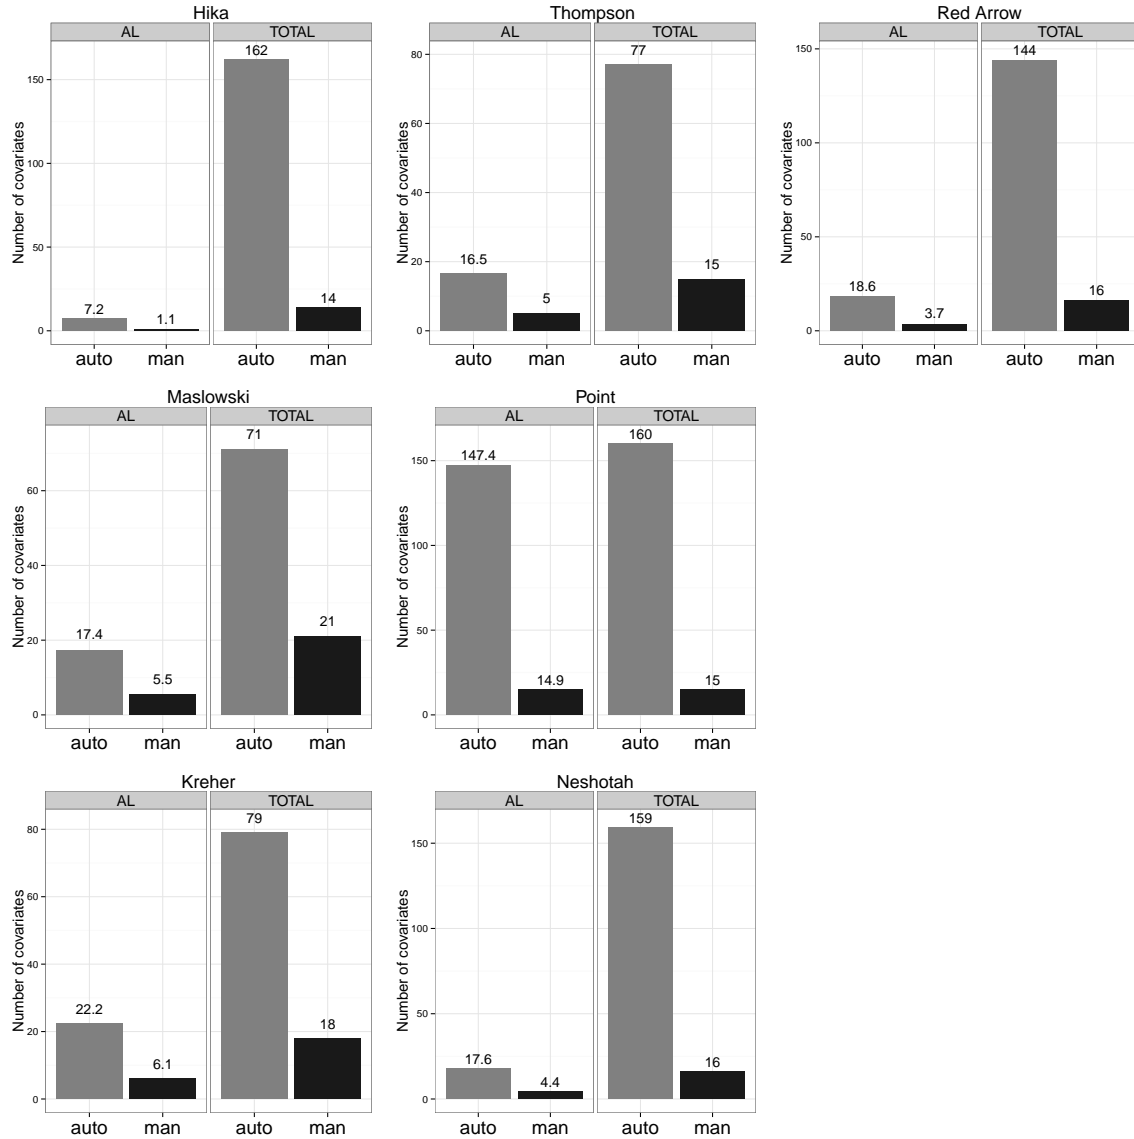 Hika
AL TOTAL
Number of covariates
150
100
50
0
7.2
1.1
162
14
auto man auto man
Thompson
AL TOTAL
Number of covariates
80
60
40
20
0
16.5
5
77
15
auto man auto man
Red Arrow
AL TOTAL
Number of covariates
150
100
50
0
18.6
3.7
144
16
auto man auto man
Maslowski
AL TOTAL
Number of covariates
60
40
20
0
17.4
5.5
71
21
auto man auto man
Point
AL TOTAL
Number of covariates
150
100
50
0
147.4
14.9
160
15
auto man auto man
Kreher
AL TOTAL
Number of covariates
80
60
40
20
0
22.2
6.1
79
18
auto man auto man
Neshotah
AL TOTAL
Number of covariates
150
100
50
0
17.6
4.4
159
16
auto man auto man